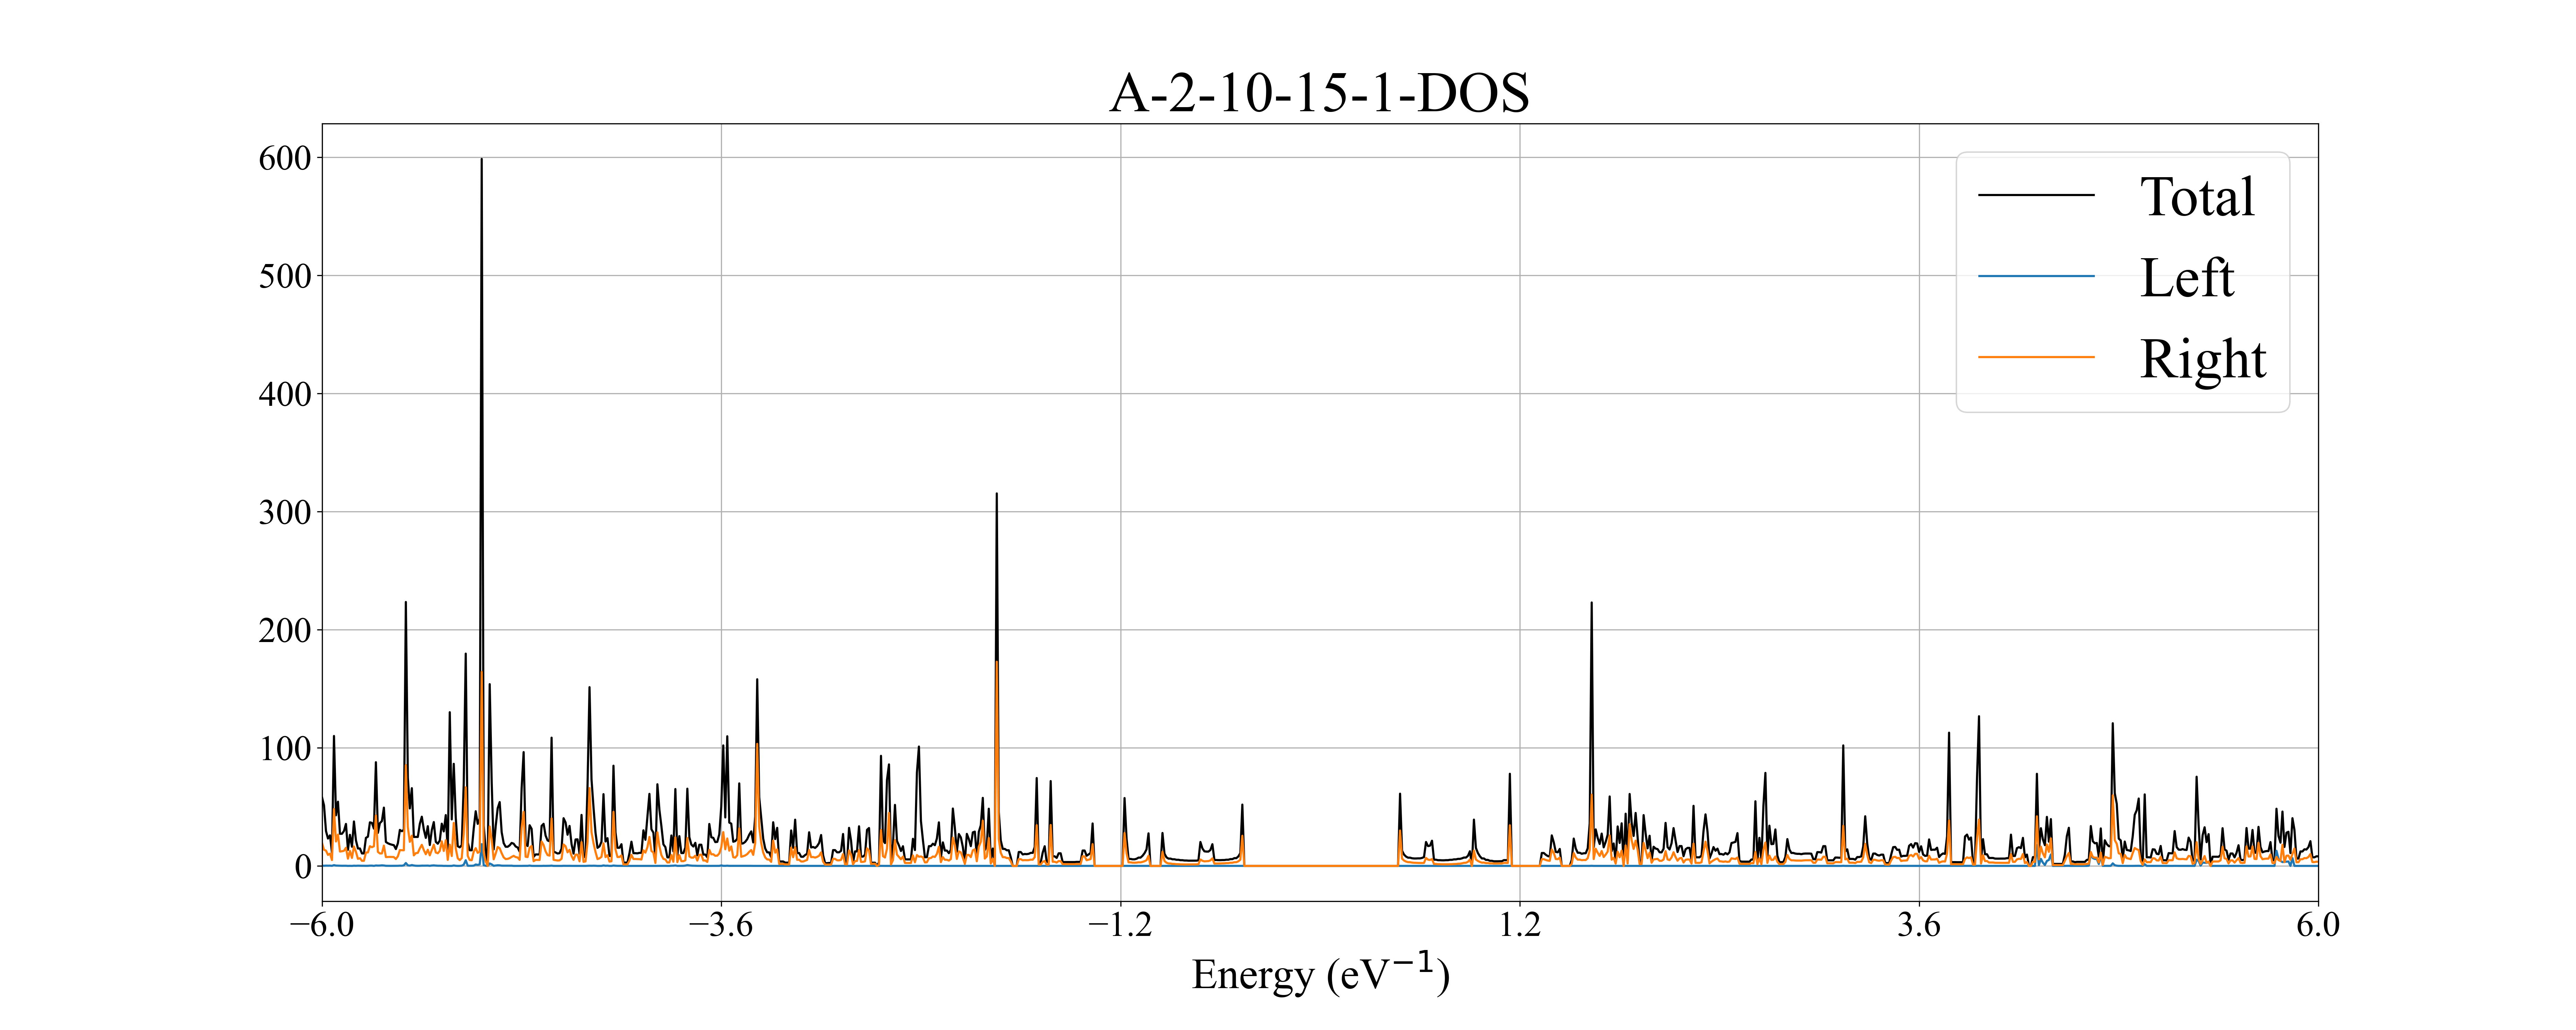 A-2-10-15-1-DOS
600
500
400
300
200
100
0
Total
Left
Right
−6.0 −3.6 −1.2 1.2 3.6 6.0
Energy (eV⁻¹)